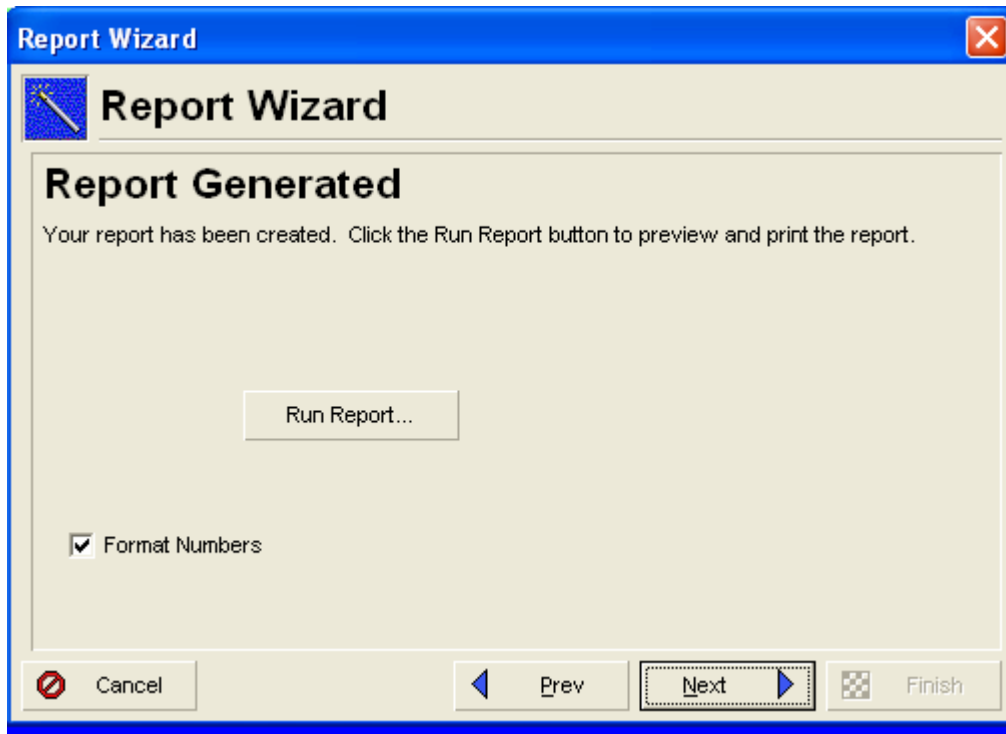 Report Wizard
Report Wizard
Report Generated
Your report has been created.  Click the Run Report button to preview and print the report.
Run Report...
Format Numbers
Cancel
Prev
Next
Finish